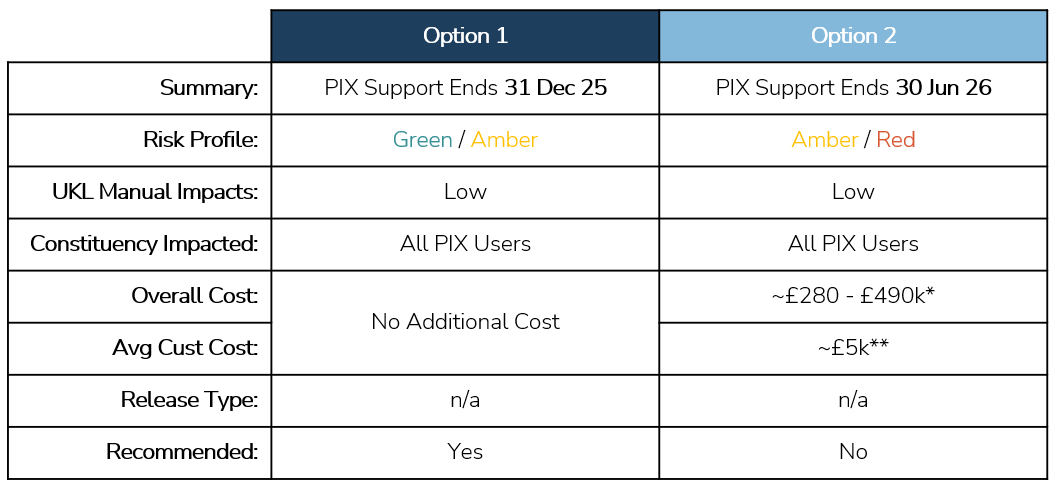 Option 1 Option 2
Summary: PIX Support Ends 31 Dec 25 PIX Support Ends 30 Jun 26
Risk Profile: Green / Amber Amber / Red
UKL Manual Impacts: Low Low
Constituency Impacted: All PIX Users All PIX Users
Overall Cost: ~£280 - £490k*
No Additional Cost
Avg Cust Cost: ~£5k**
Release Type: n/a n/a
Recommended: Yes No